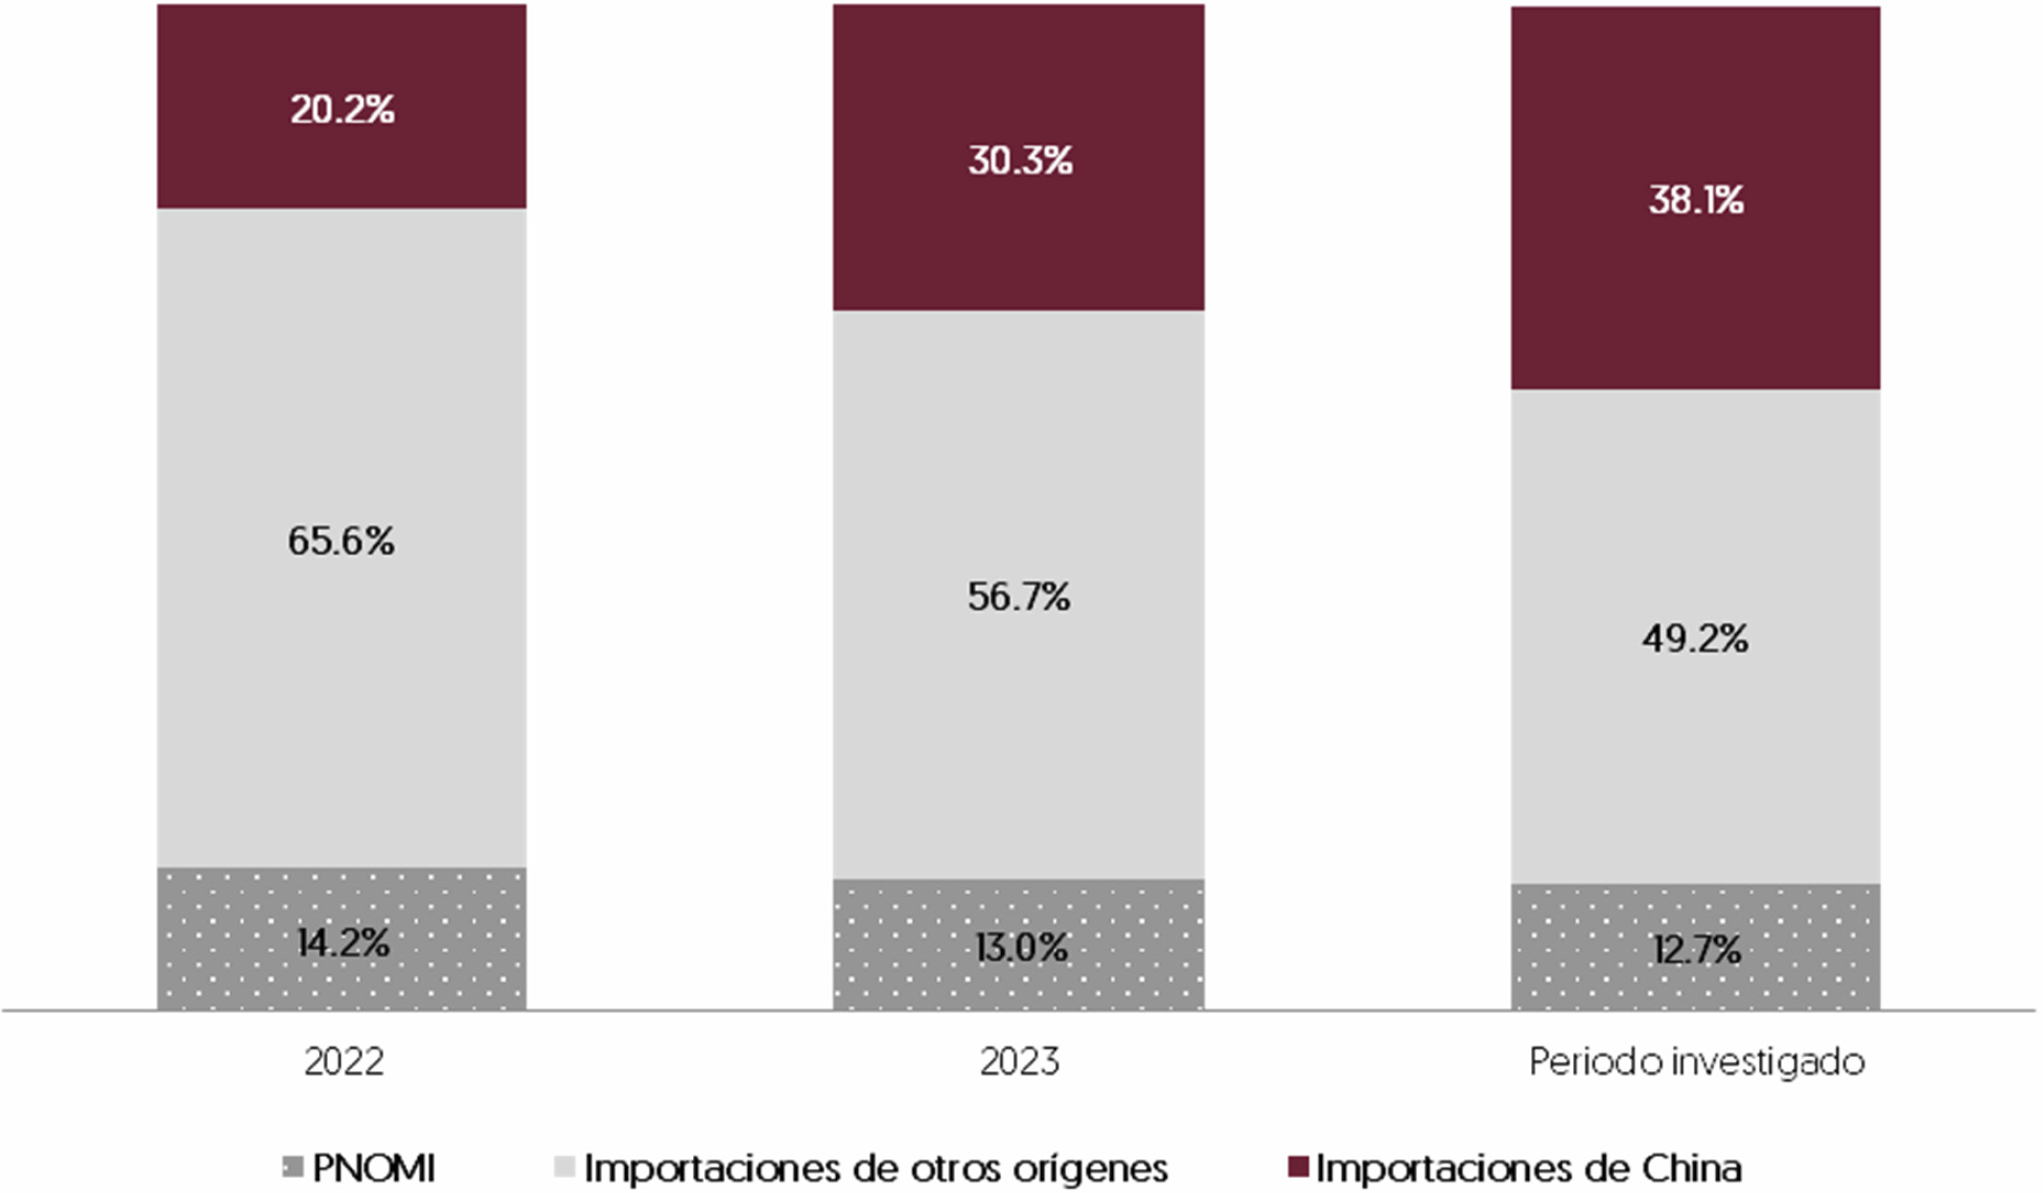 20.2%
30.3%
38.1%
65.6%
56.7%
49.2%
14.2%
13.0%
12.7%
2022
2023
Periodo investigado
PNOMI
Importaciones de otros orígenes
Importaciones de China